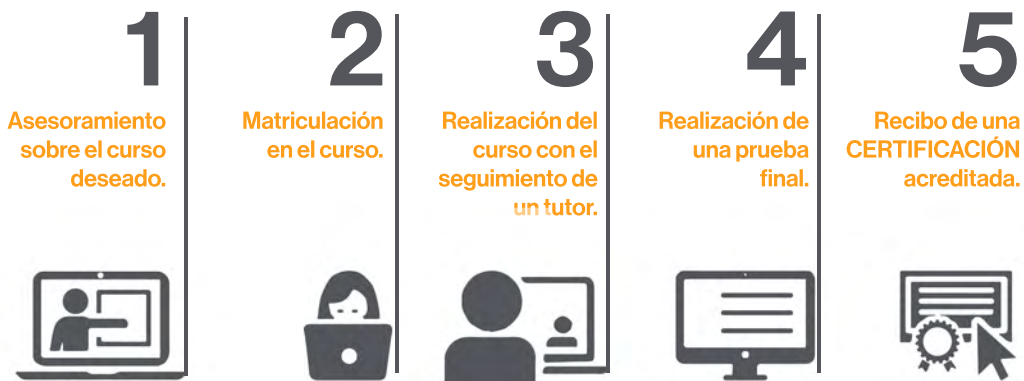 1
Asesoramiento
sobre el curso
deseado.
2
Matriculación
en el curso.
3
Realización del
curso con el
seguimiento de
un tutor.
4
Realización de
una prueba
final.
5
Recibo de una
CERTIFICACIÓN
acreditada.